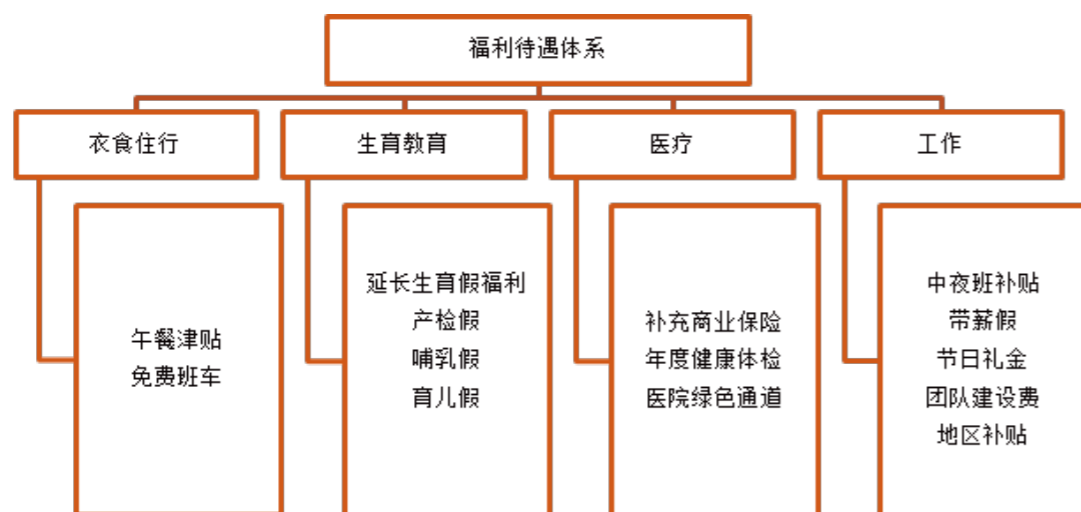 福利待遇体系
衣食住行
生育教育
医疗
工作
午餐津贴
免费班车
延长生育假福利
产检假
哺乳假
育儿假
补充商业保险
年度健康体检
医院绿色通道
中夜班补贴
带薪假
节日礼金
团队建设费
地区补贴